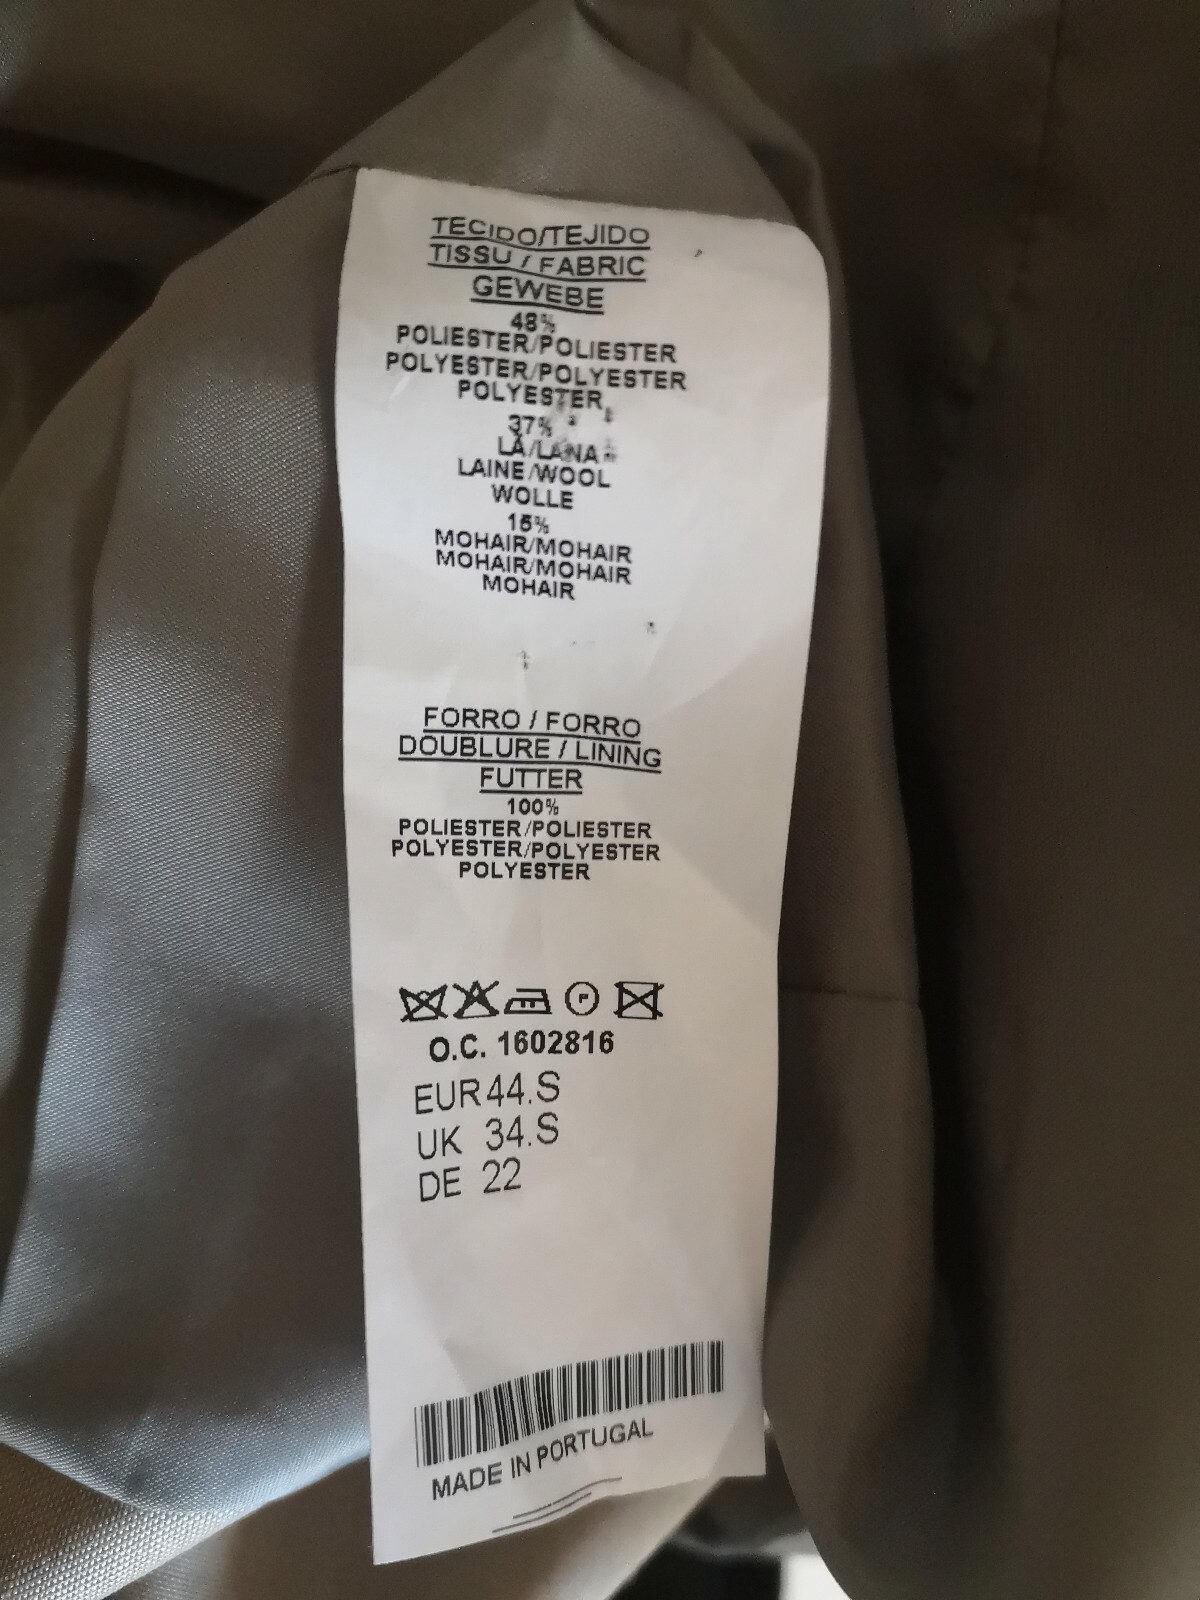 TECIDO/TEJIDO
TISSU / FABRIC
GEWEBE
48%
POLIESTER/POLIESTER
POLYESTER/POLYESTER
POLYESTER
37%
LÃ/LANA
LAINE/WOOL
WOLLE
15%
MOHAIR/MOHAIR
MOHAIR/MOHAIR
MOHAIR
FORRO / FORRO
DOUBLURE / LINING
FUTTER
100%
POLIESTER/POLIESTER
POLYESTER/POLYESTER
POLYESTER
P
O.C. 1602816
EUR 44.S
UK 34.S
DE 22
MADE IN PORTUGAL